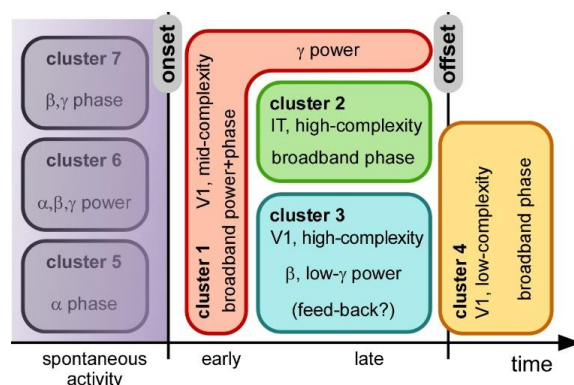 cluster 7
β,γ phase
cluster 6
α,β,γ power
cluster 5
α phase
onset
cluster 1 V1, mid-complexity
broadband power+phase
γ power
cluster 2
IT, high-complexity
broadband phase
cluster 3
V1, high-complexity
β, low-γ power
(feed-back?)
offset
cluster 4
V1, low-complexity
broadband phase
spontaneous
activity
early
late
time